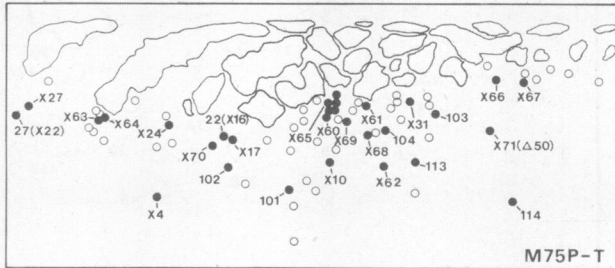 X27
27(X22)
X63
X64
X24
22(X16)
X70
X17
102
X4
101
X65
X60
X69
X61
X68
104
X31
103
X10
X62
113
X66
X67
X71(△50)
114
M75P-T